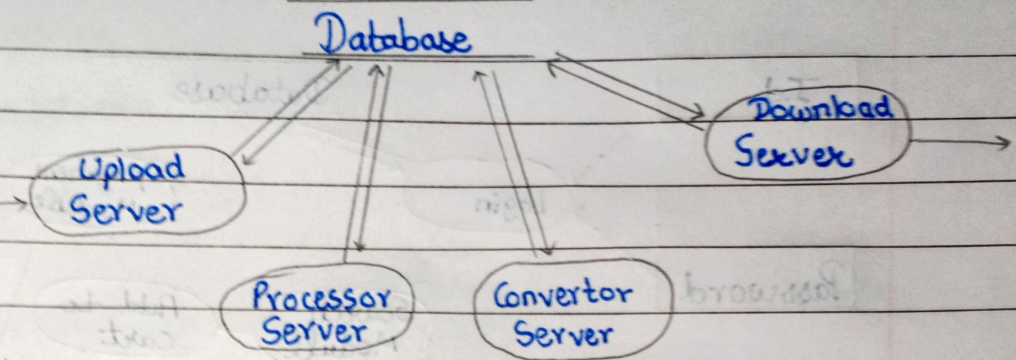 Database
Download
Server
Upload
Server
Processor
Server
Convertor
Server